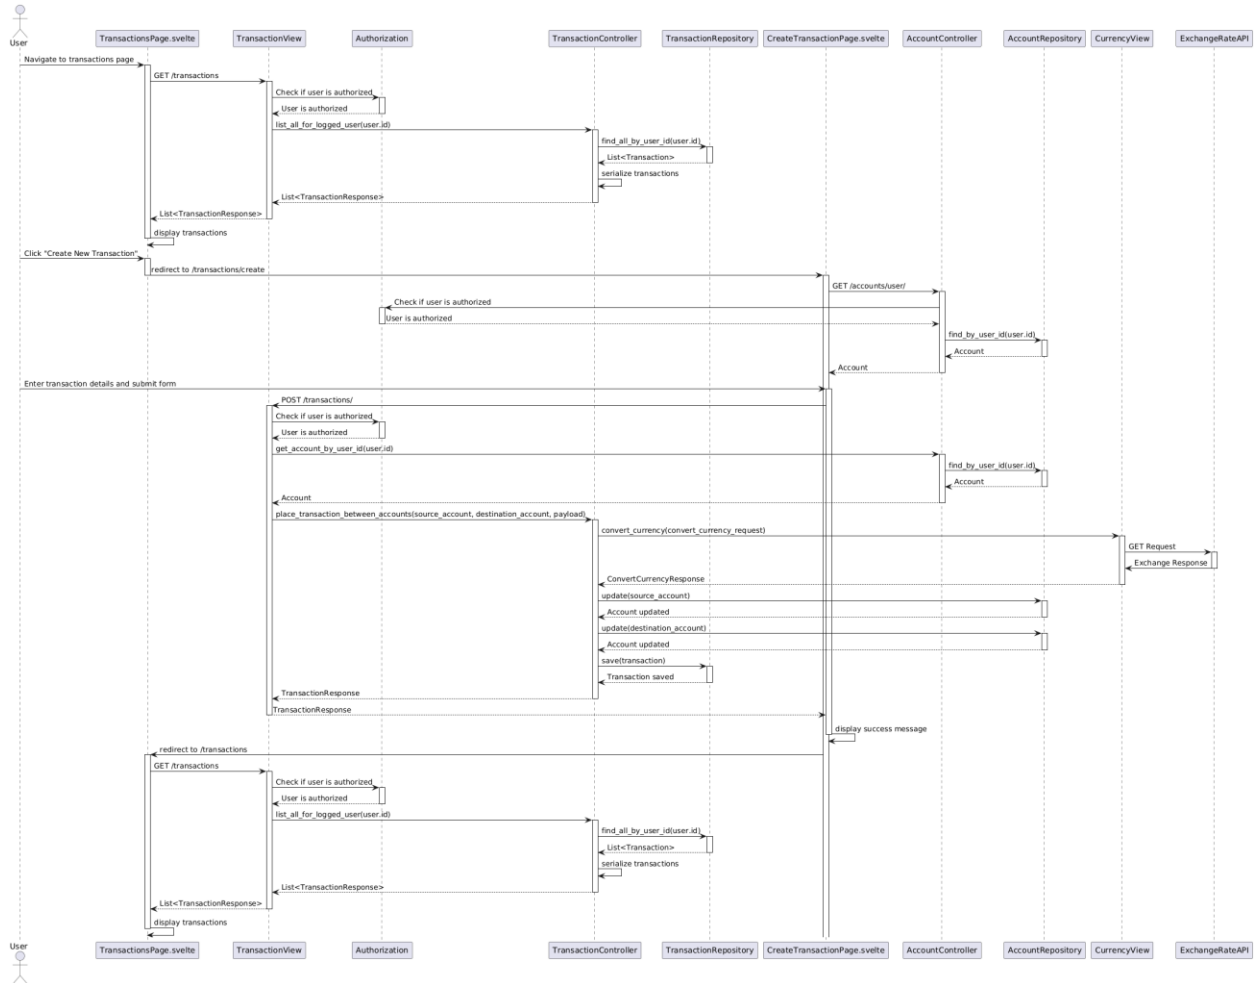 User
TransactionsPage.svelte
TransactionView
Authorization
TransactionController
TransactionRepository
CreateTransactionPage.svelte
AccountController
AccountRepository
CurrencyView
ExchangeRateAPI
Navigate to transactions page
GET /transactions
Check if user is authorized
User is authorized
list_all_for_logged_user(user.id)
find_all_by_user_id(user.id)
List<Transaction>
serialize transactions
List<TransactionResponse>
List<TransactionResponse>
display transactions
Click "Create New Transaction"
redirect to /transactions/create
GET /accounts/user/
Check if user is authorized
User is authorized
find_by_user_id(user.id)
Account
Account
Enter transaction details and submit form
POST /transactions/
Check if user is authorized
User is authorized
get_account_by_user_id(user.id)
find_by_user_id(user.id)
Account
Account
place_transaction_between_accounts(source_account, destination_account, payload)
convert_currency(convert_currency_request)
GET Request
Exchange Response
ConvertCurrencyResponse
update(source_account)
Account updated
update(destination_account)
Account updated
save(transaction)
Transaction saved
TransactionResponse
TransactionResponse
display success message
redirect to /transactions
GET /transactions
Check if user is authorized
User is authorized
list_all_for_logged_user(user.id)
find_all_by_user_id(user.id)
List<Transaction>
serialize transactions
List<TransactionResponse>
List<TransactionResponse>
display transactions
User
TransactionsPage.svelte
TransactionView
Authorization
TransactionController
TransactionRepository
CreateTransactionPage.svelte
AccountController
AccountRepository
CurrencyView
ExchangeRateAPI